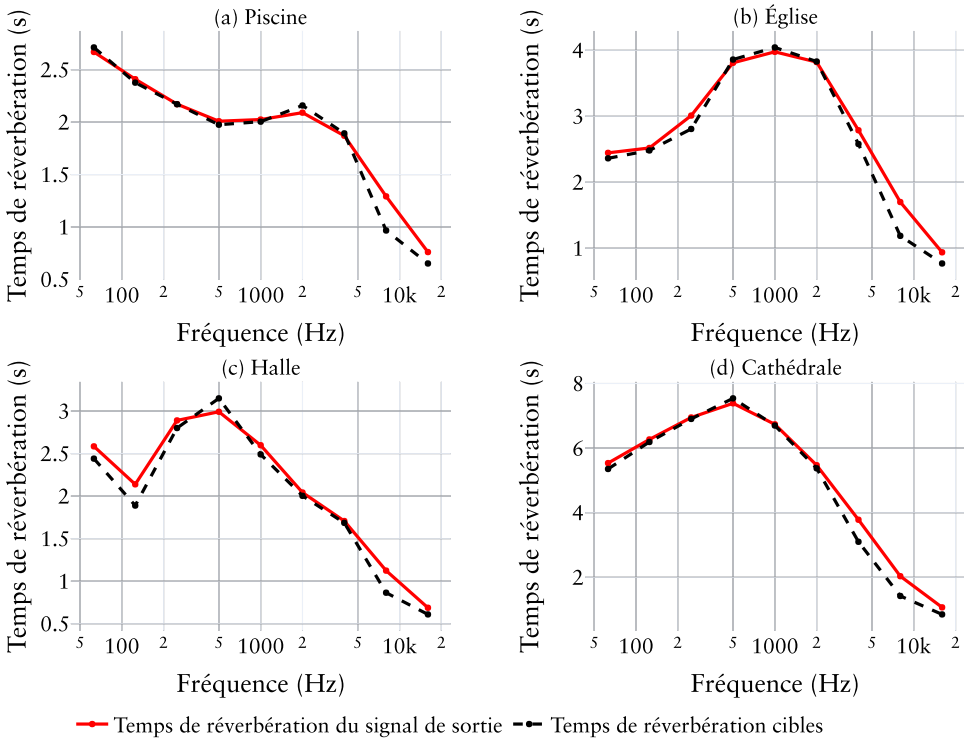 (a) Piscine
Temps de réverbération (s)
2.5
2
1.5
1
0.5
5 100 2 5 1000 2 5 10k 2
Fréquence (Hz)
(b) Église
Temps de réverbération (s)
4
3
2
1
5 100 2 5 1000 2 5 10k 2
Fréquence (Hz)
(c) Halle
Temps de réverbération (s)
3
2.5
2
1.5
1
0.5
5 100 2 5 1000 2 5 10k 2
Fréquence (Hz)
(d) Cathédrale
Temps de réverbération (s)
8
6
4
2
5 100 2 5 1000 2 5 10k 2
Fréquence (Hz)
Temps de réverbération du signal de sortie Temps de réverbération cibles